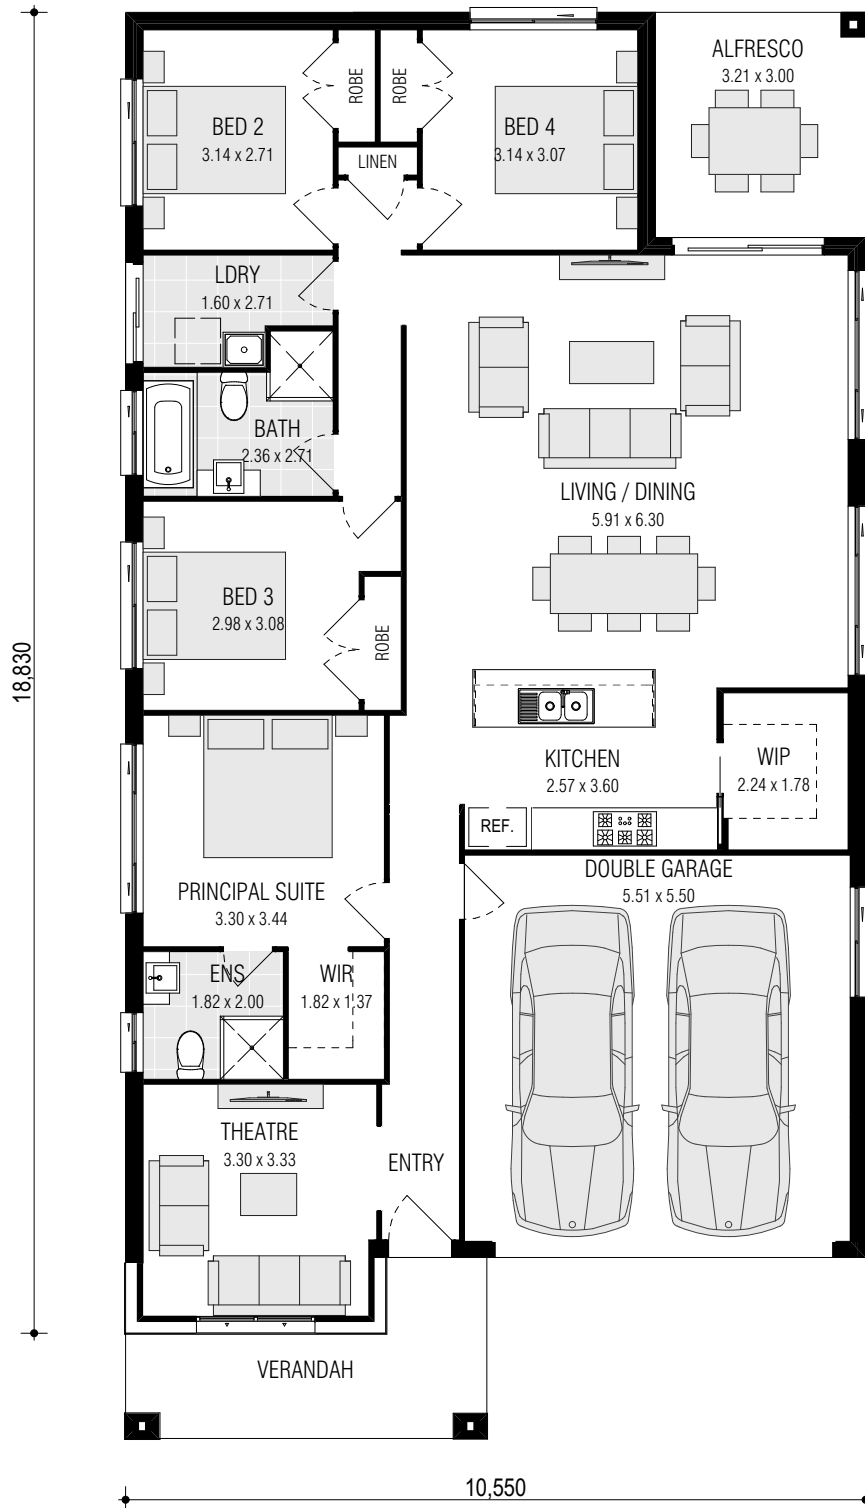 ALFRESCO
3.21 x 3.00
BED 2
3.14 x 2.71
ROBE
ROBE
BED 4
3.14 x 3.07
LINEN
LDRY
1.60 x 2.71
BATH
2.36 x 2.71
LIVING / DINING
5.91 x 6.30
BED 3
2.98 x 3.08
ROBE
18,830
KITCHEN
2.57 x 3.60
WIP
2.24 x 1.78
REF.
DOUBLE GARAGE
5.51 x 5.50
PRINCIPAL SUITE
3.30 x 3.44
ENS
1.82 x 2.00
WIR
1.82 x 1.37
THEATRE
3.30 x 3.33
ENTRY
VERANDAH
10,550